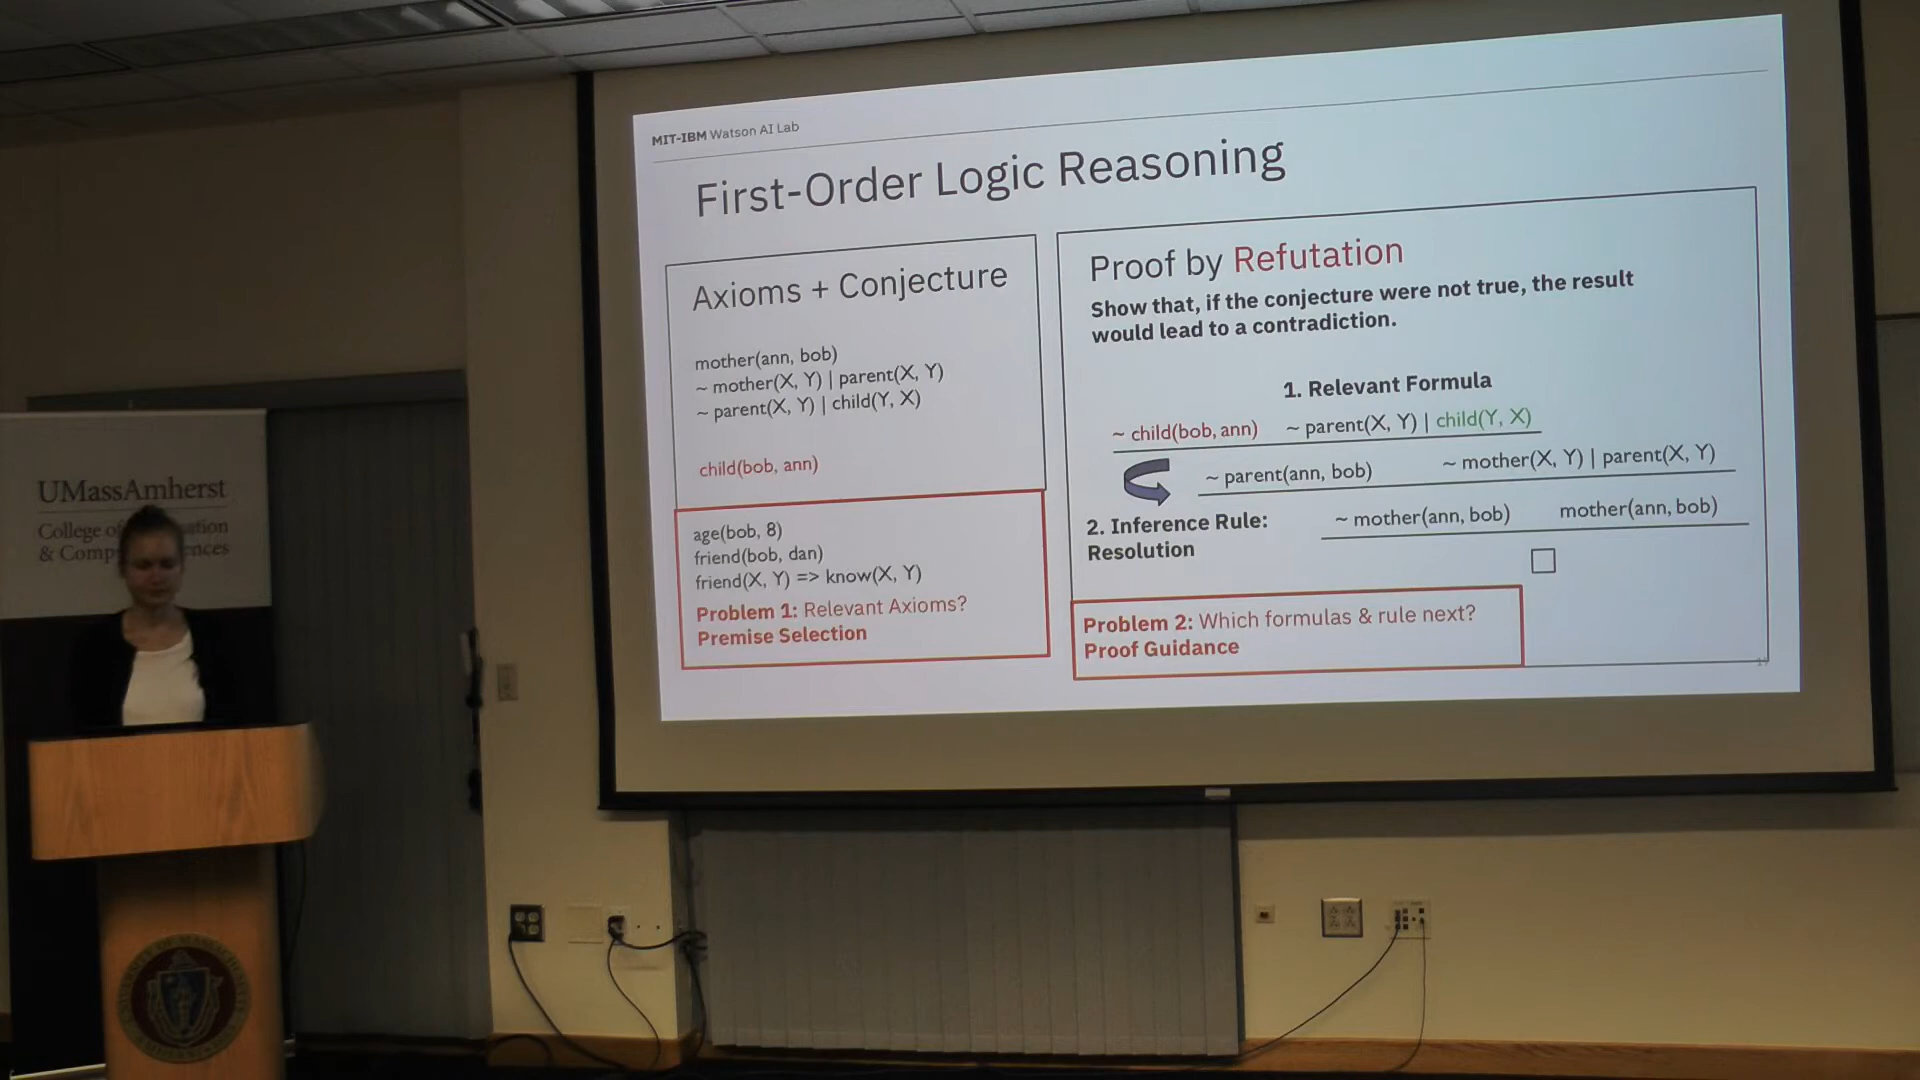 MIT-IBM Watson AI Lab
First-Order Logic Reasoning
Axioms + Conjecture
mother(ann, bob)
~ mother(X, Y) | parent(X, Y)
~ parent(X, Y) | child(Y, X)
child(bob, ann)
age(bob, 8)
friend(bob, dan)
friend(X, Y) => know(X, Y)
Problem 1: Relevant Axioms?
Premise Selection
Proof by Refutation
Show that, if the conjecture were not true, the result
would lead to a contradiction.
1. Relevant Formula
~ child(bob, ann) ~ parent(X, Y) | child(Y, X)
~ parent(ann, bob) ~ mother(X, Y) | parent(X, Y)
2. Inference Rule:
Resolution
~ mother(ann, bob) mother(ann, bob)
Problem 2: Which formulas & rule next?
Proof Guidance
UMassAmherst
College of
&